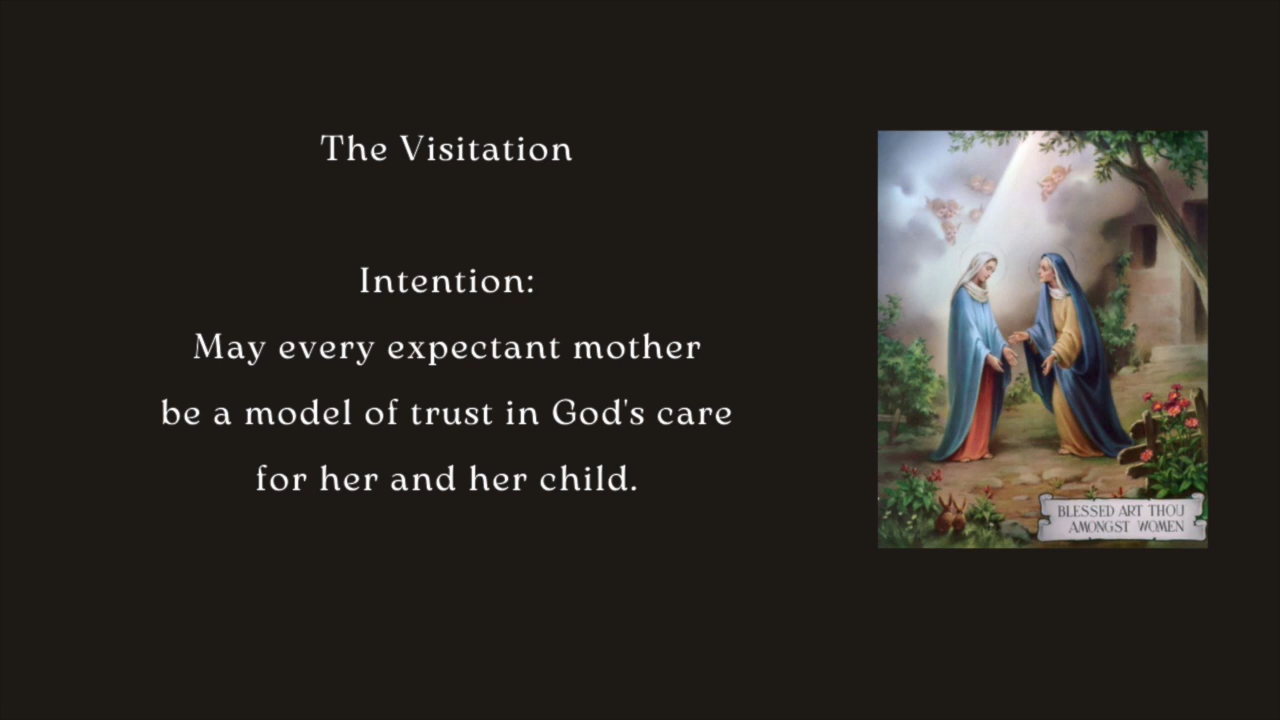 The Visitation
Intention:
May every expectant mother
be a model of trust in God's care
for her and her child.
BLESSED ART THOU
AMONGST WOMEN